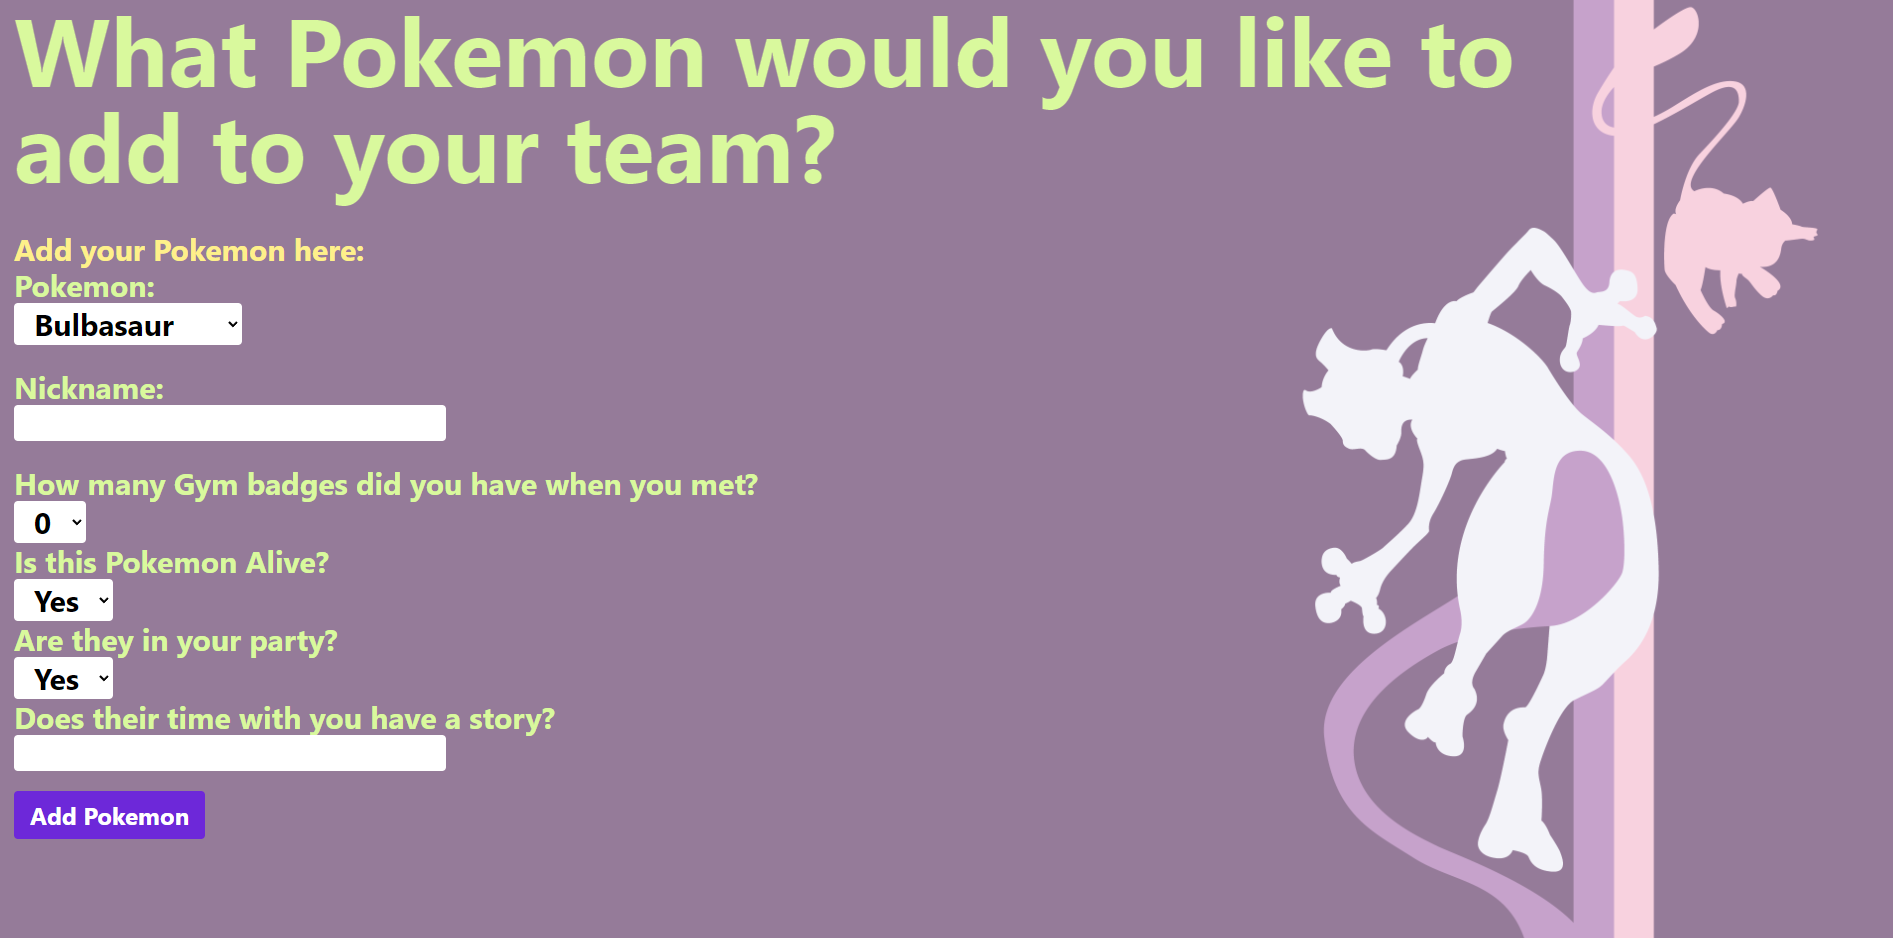 What Pokemon would you like to
add to your team?
Add your Pokemon here:
Pokemon:
Bulbasaur
Nickname:
How many Gym badges did you have when you met?
0
Is this Pokemon Alive?
Yes
Are they in your party?
Yes
Does their time with you have a story?
Add Pokemon